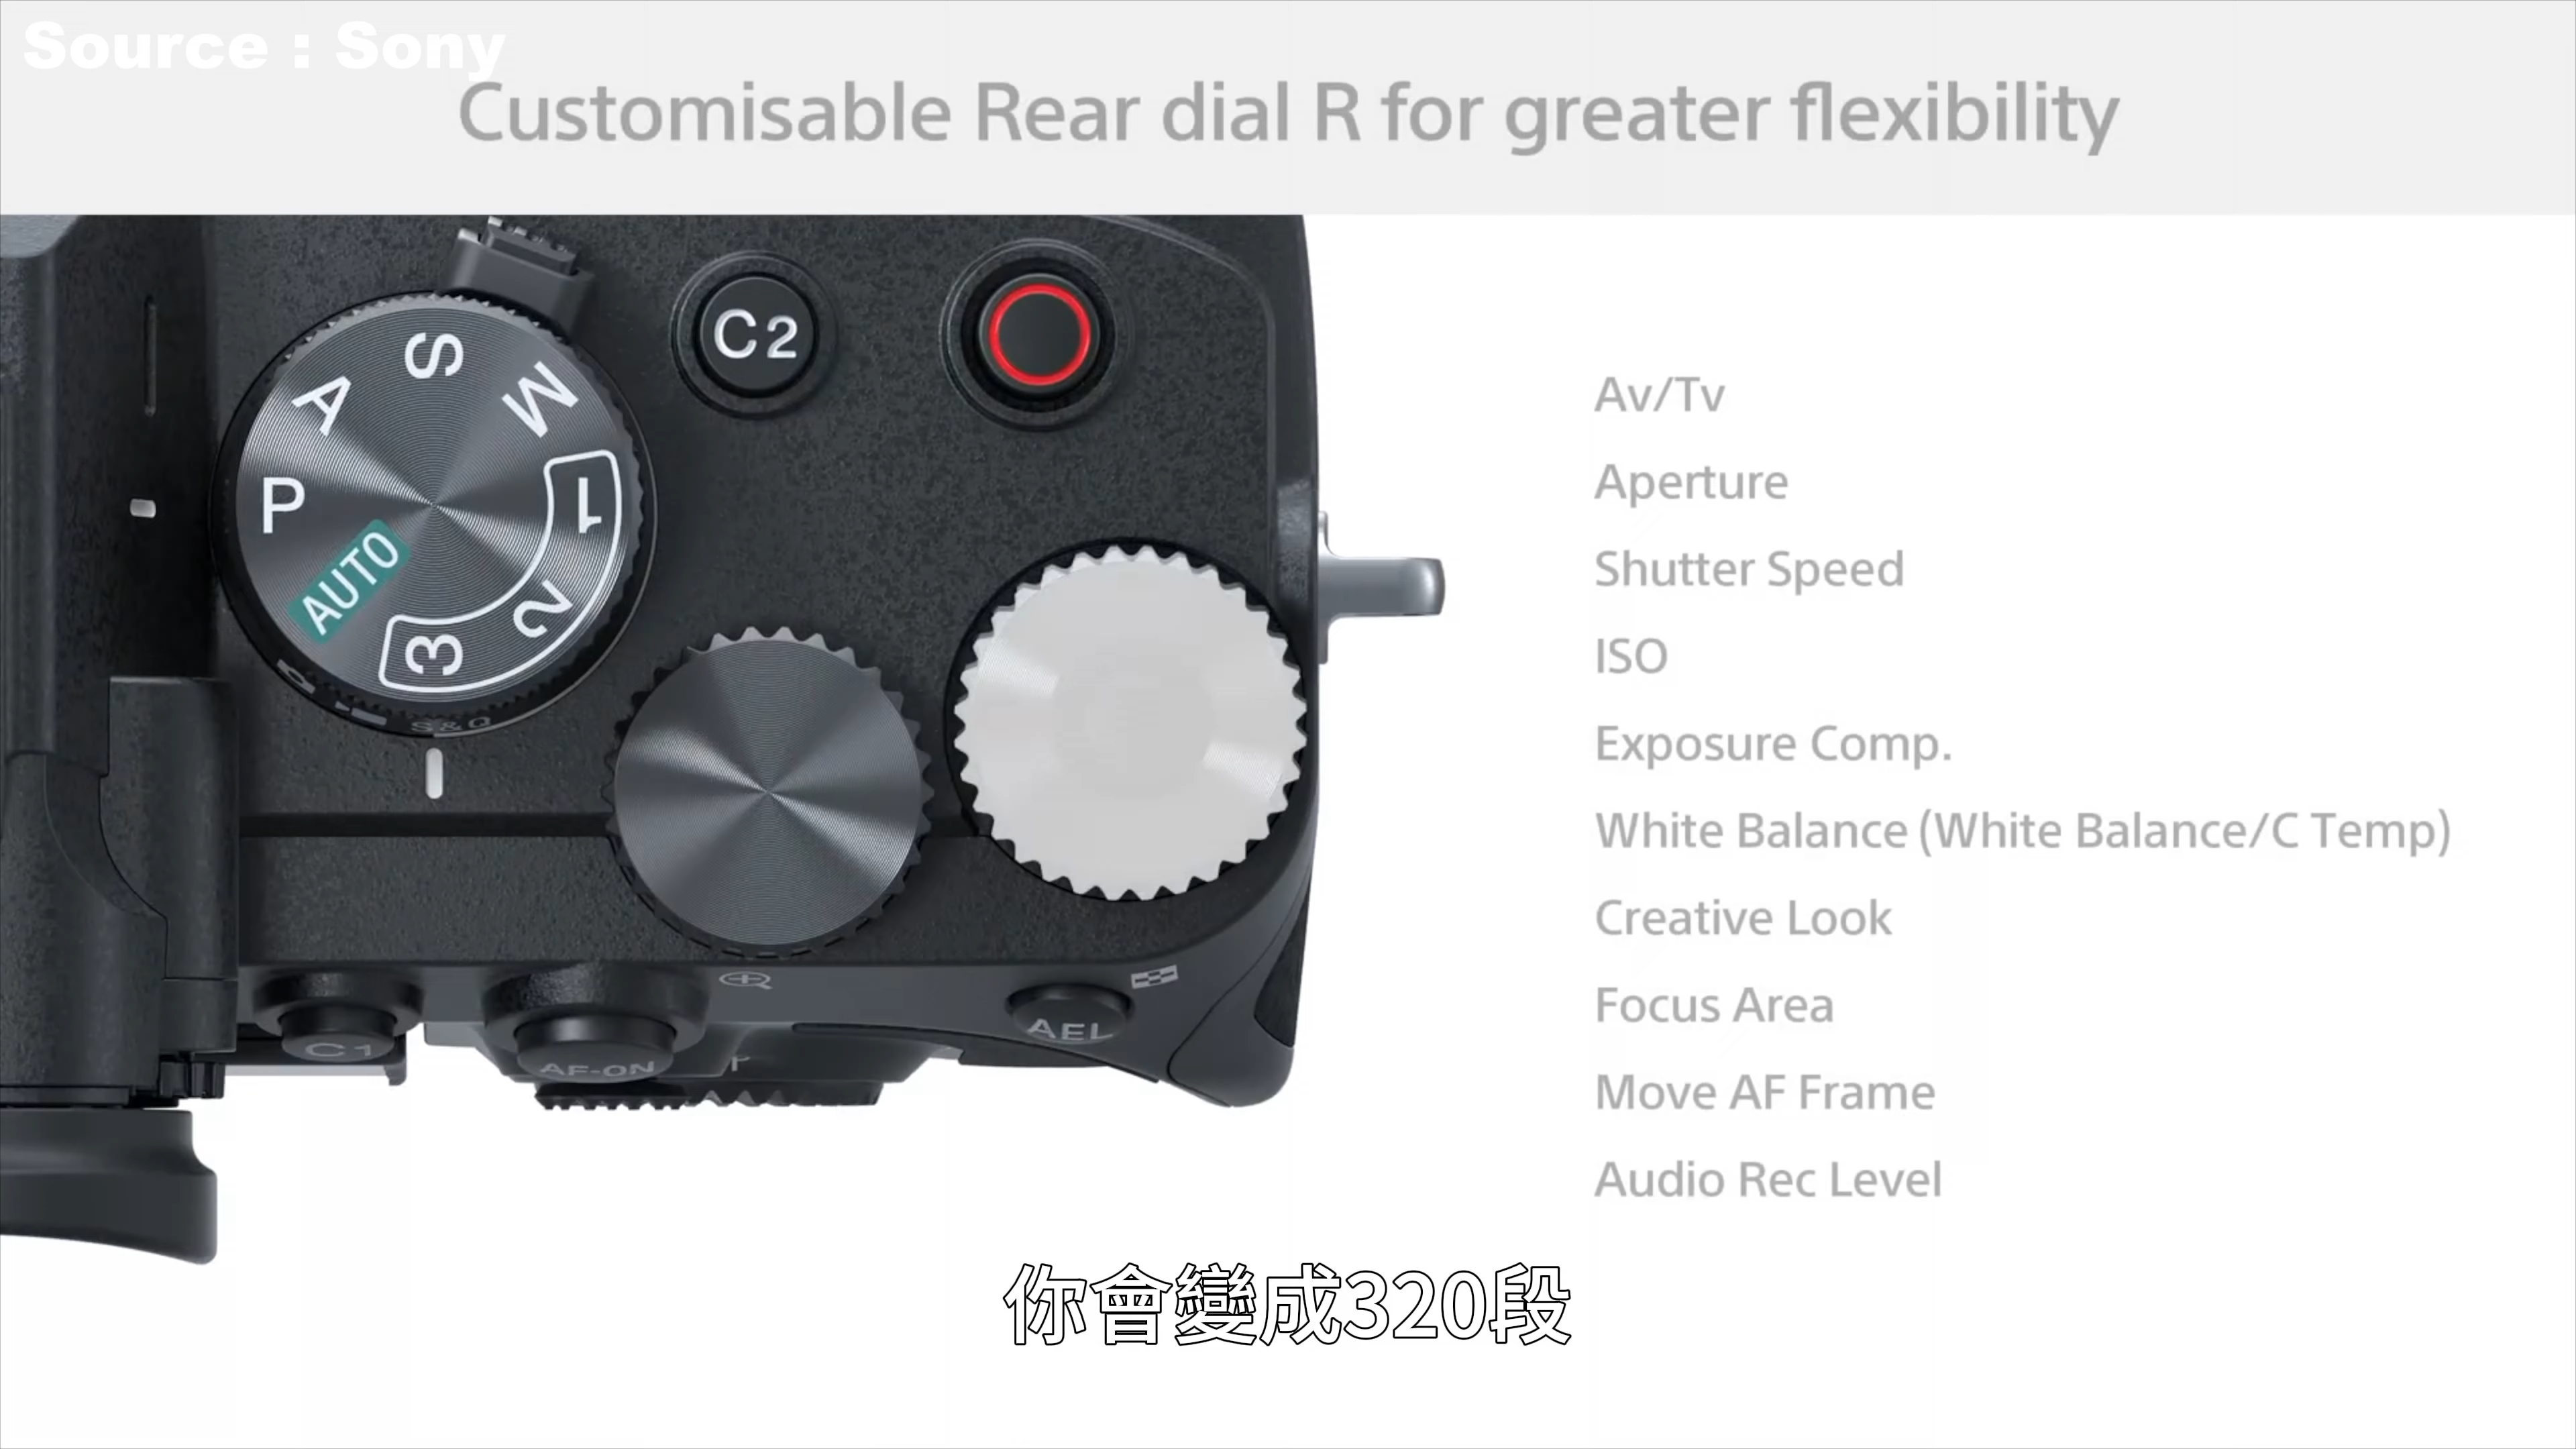 Source : Sony
Customisable Rear dial R for greater flexibility
S
M
A
P
AUTO
1
2
3
S&Q
C2
C1
AF-ON
AEL
Av/Tv
Aperture
Shutter Speed
ISO
Exposure Comp.
White Balance (White Balance/C Temp)
Creative Look
Focus Area
Move AF Frame
Audio Rec Level
你會變成320段